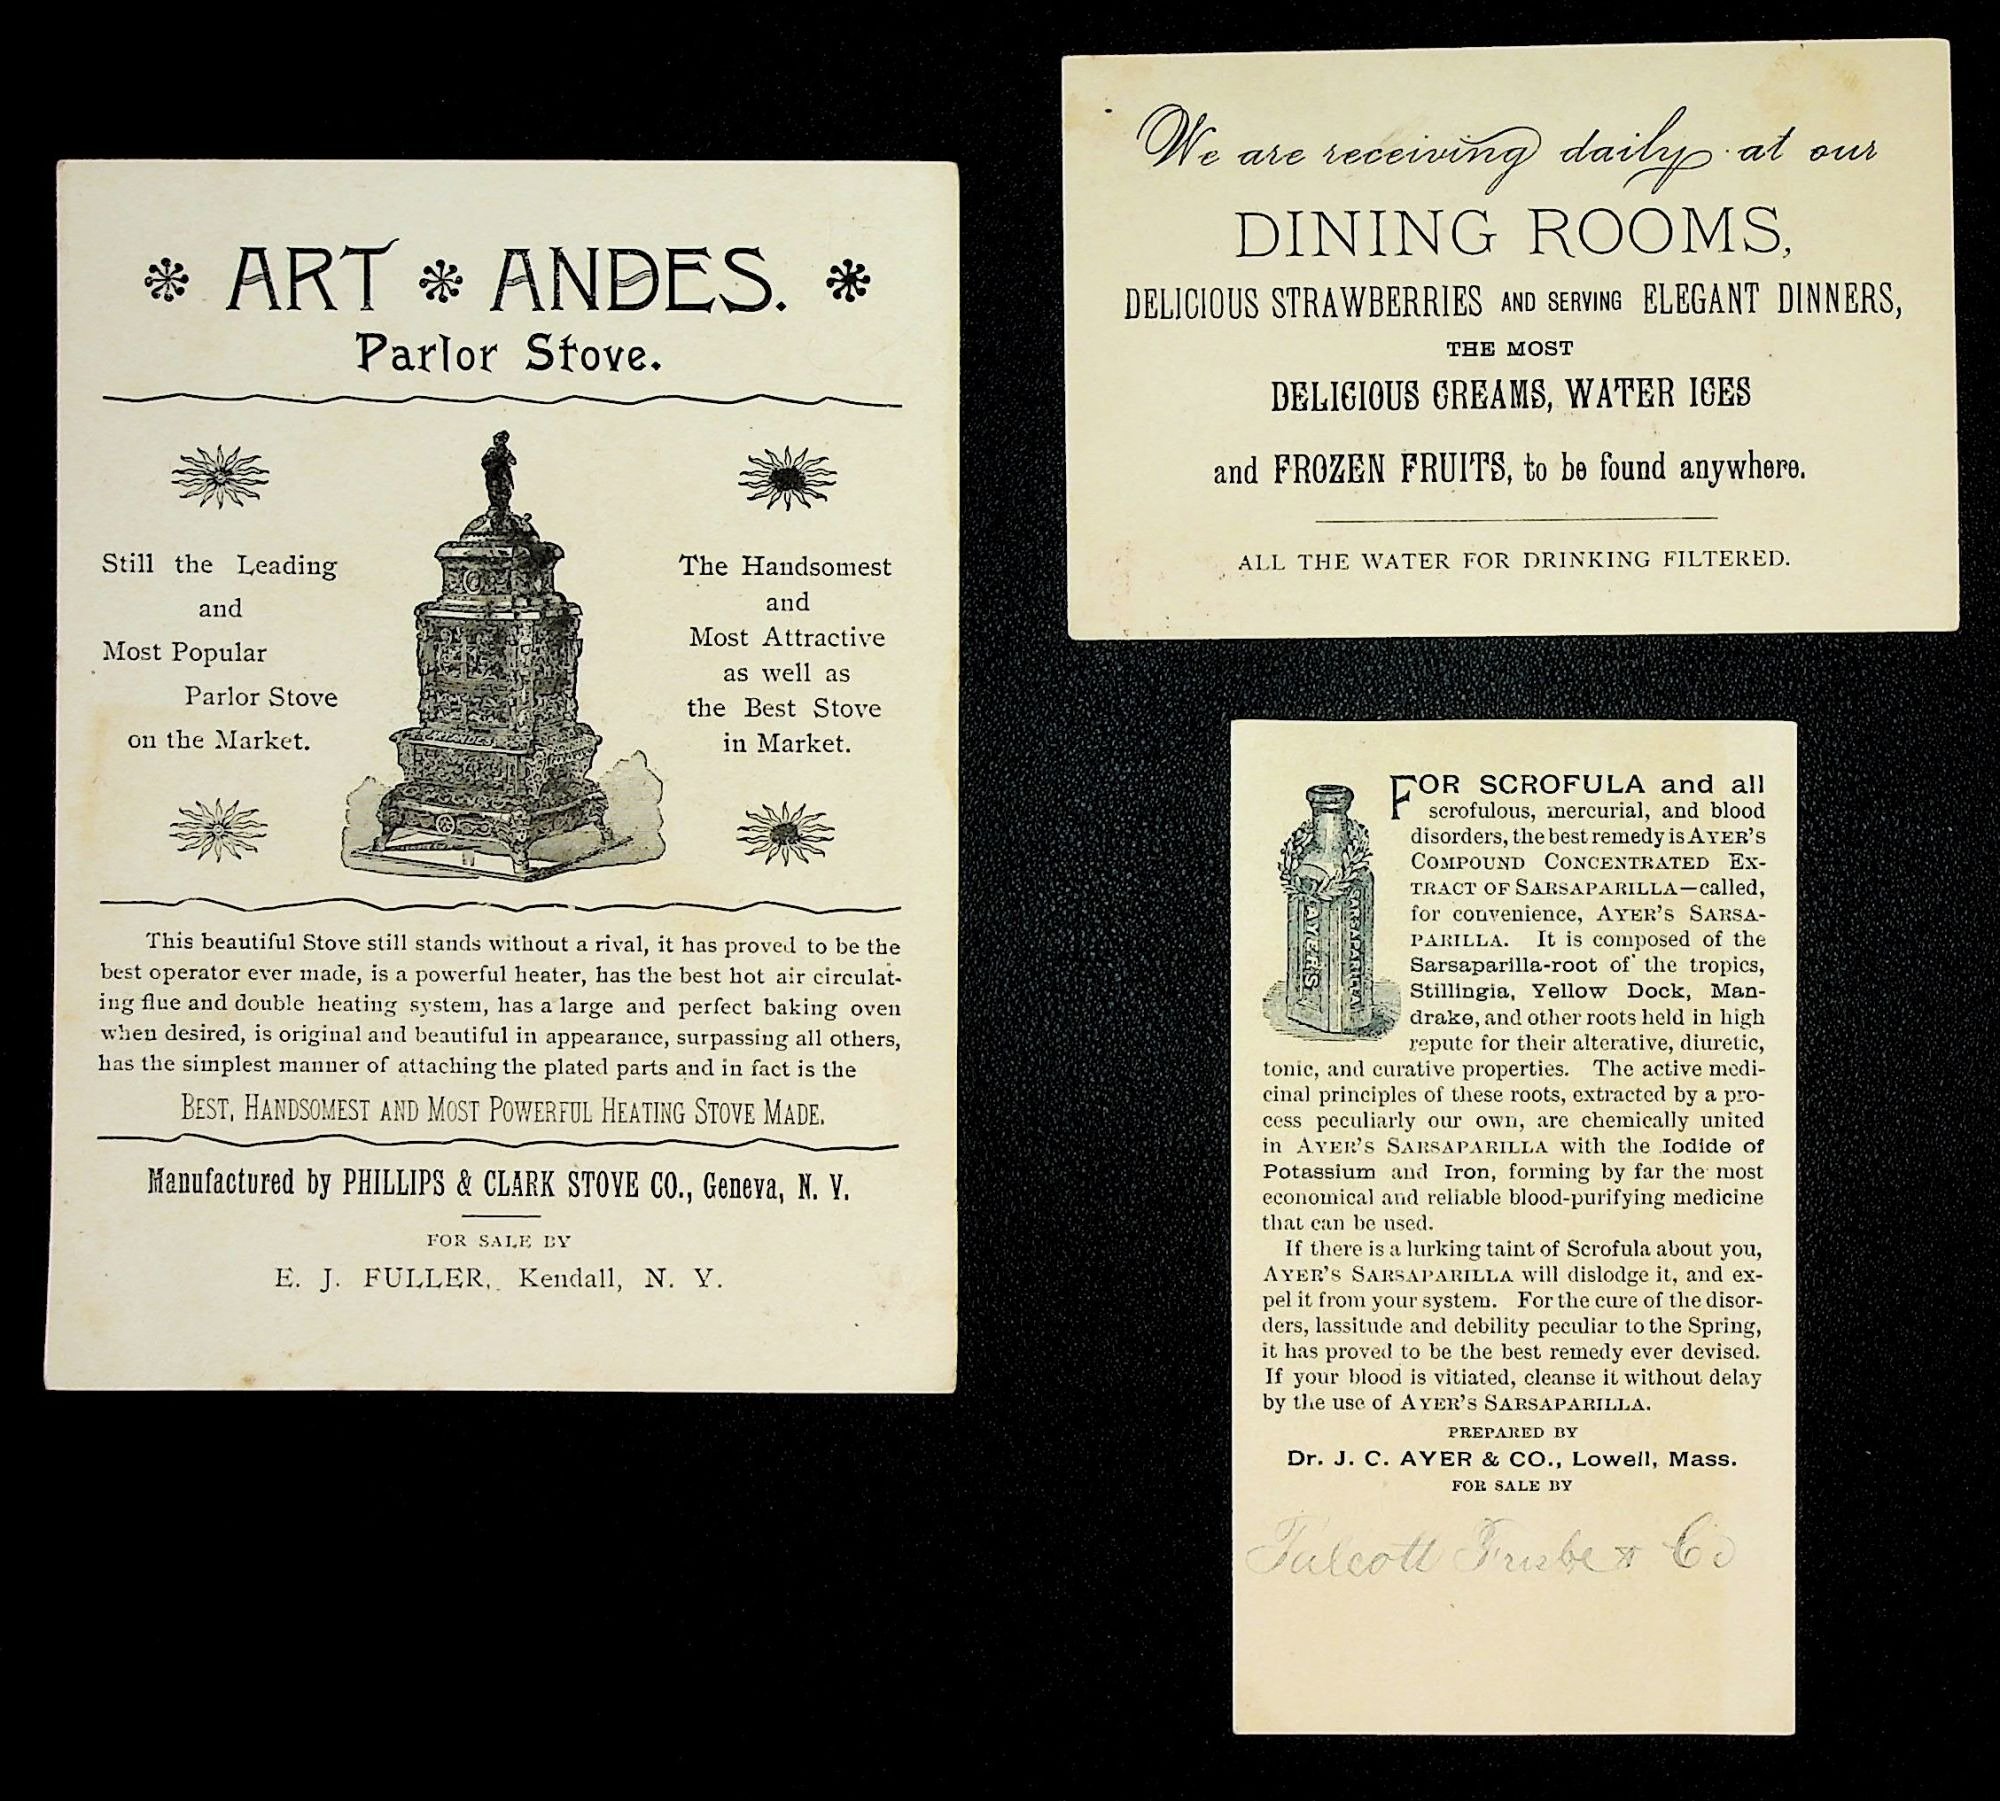 ART ANDES.
Parlor Stove.
Still the Leading
and
Most Popular
Parlor Stove
on the Market.
The Handsomest
and
Most Attractive
as well as
the Best Stove
in Market.
ART ANDES
This beautiful Stove still stands without a rival, it has proved to be the
best operator ever made, is a powerful heater, has the best hot air circulat-
ing flue and double heating system, has a large and perfect baking oven
when desired, is original and beautiful in appearance, surpassing all others,
has the simplest manner of attaching the plated parts and in fact is the
BEST, HANDSOMEST AND MOST POWERFUL HEATING STOVE MADE.
Manufactured by PHILLIPS & CLARK STOVE CO., Geneva, N. Y.
FOR SALE BY
E. J. FULLER, Kendall, N. Y.
We are receiving daily at our
DINING ROOMS,
DELICIOUS STRAWBERRIES AND SERVING ELEGANT DINNERS,
THE MOST
DELICIOUS CREAMS, WATER ICES
and FROZEN FRUITS, to be found anywhere.
ALL THE WATER FOR DRINKING FILTERED.
AYER'S
SARSAPARILLA
FOR SCROFULA and all
scrofulous, mercurial, and blood
disorders, the best remedy is AYER'S
COMPOUND CONCENTRATED EX-
TRACT OF SARSAPARILLA—called,
for convenience, AYER'S SARSA-
PARILLA. It is composed of the
Sarsaparilla-root of the tropics,
Stillingia, Yellow Dock, Man-
drake, and other roots held in high
repute for their alterative, diuretic,
tonic, and curative properties. The active medi-
cinal principles of these roots, extracted by a pro-
cess peculiarly our own, are chemically united
in AYER'S SARSAPARILLA with the Iodide of
Potassium and Iron, forming by far the most
economical and reliable blood-purifying medicine
that can be used.
If there is a lurking taint of Scrofula about you,
AYER'S SARSAPARILLA will dislodge it, and ex-
pel it from your system. For the cure of the disor-
ders, lassitude and debility peculiar to the Spring,
it has proved to be the best remedy ever devised.
If your blood is vitiated, cleanse it without delay
by the use of AYER'S SARSAPARILLA.
PREPARED BY
Dr. J. C. AYER & CO., Lowell, Mass.
FOR SALE BY
Talcott Frisbe & Co